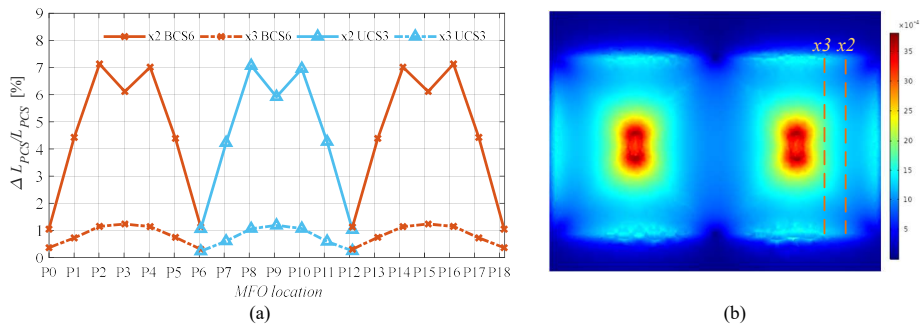 x2 BCS6 x3 BCS6 x2 UCS3 x3 UCS3
9
8
7
6
5
4
3
2
1
0
Δ L_PCS/L_PCS [%]
P0 P1 P2 P3 P4 P5 P6 P7 P8 P9 P10 P11 P12 P13 P14 P15 P16 P17 P18
MFO location
(a)
x3 x2
×10⁻⁴
35
30
25
20
15
10
5
(b)